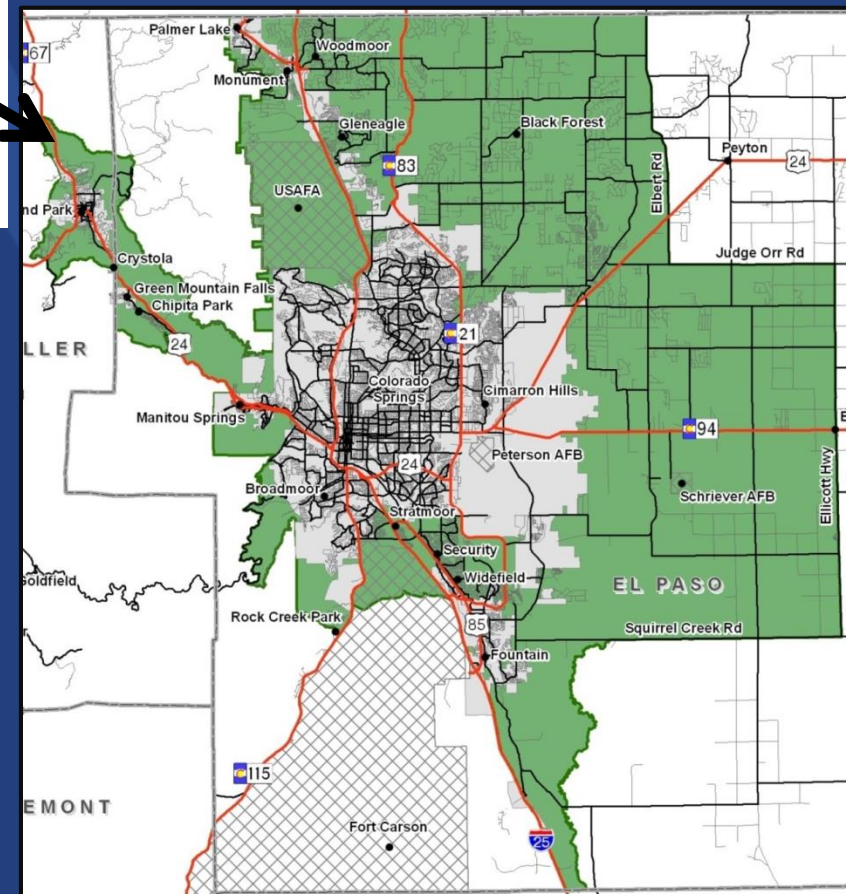 Palmer Lake
67
Woodmoor
Monument
Gleneagle
Black Forest
83
Peyton
24
USAFA
Elbert Rd
nd Park
Judge Orr Rd
Crystola
Green Mountain Falls
Chipita Park
21
24
LLER
Colorado
Springs
Cimarron Hills
Manitou Springs
94
E
24
Peterson AFB
Broadmoor
Schriever AFB
Ellicott Hwy
Stratmoor
Security
Goldfield
Widefield
EL PASO
Rock Creek Park
85
Squirrel Creek Rd
Fountain
115
EMONT
Fort Carson
25